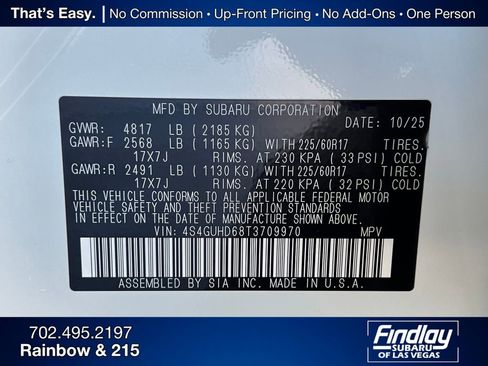 That's Easy. | No Commission • Up-Front Pricing • No Add-Ons • One Person
MFD BY SUBARU CORPORATION
GVWR: 4817 LB ( 2185 KG) DATE: 10/25
GAWR:F 2568 LB ( 1165 KG) WITH 225/60R17 TIRES.
17X7J RIMS. AT 230 KPA ( 33 PSI) COLD
GAWR:R 2491 LB ( 1130 KG) WITH 225/60R17 TIRES.
17X7J RIMS. AT 220 KPA ( 32 PSI) COLD
THIS VEHICLE CONFORMS TO ALL APPLICABLE FEDERAL MOTOR
VEHICLE SAFETY, BUMPER, AND THEFT PREVENTION STANDARDS
IN EFFECT ON THE DATE OF MANUFACTURE SHOWN ABOVE.
VIN: 4S4GUHD68T3709970 MPV
ASSEMBLED BY SIA INC. MADE IN U.S.A.
702.495.2197
Rainbow & 215
Findlay
SUBARU
OF LAS VEGAS